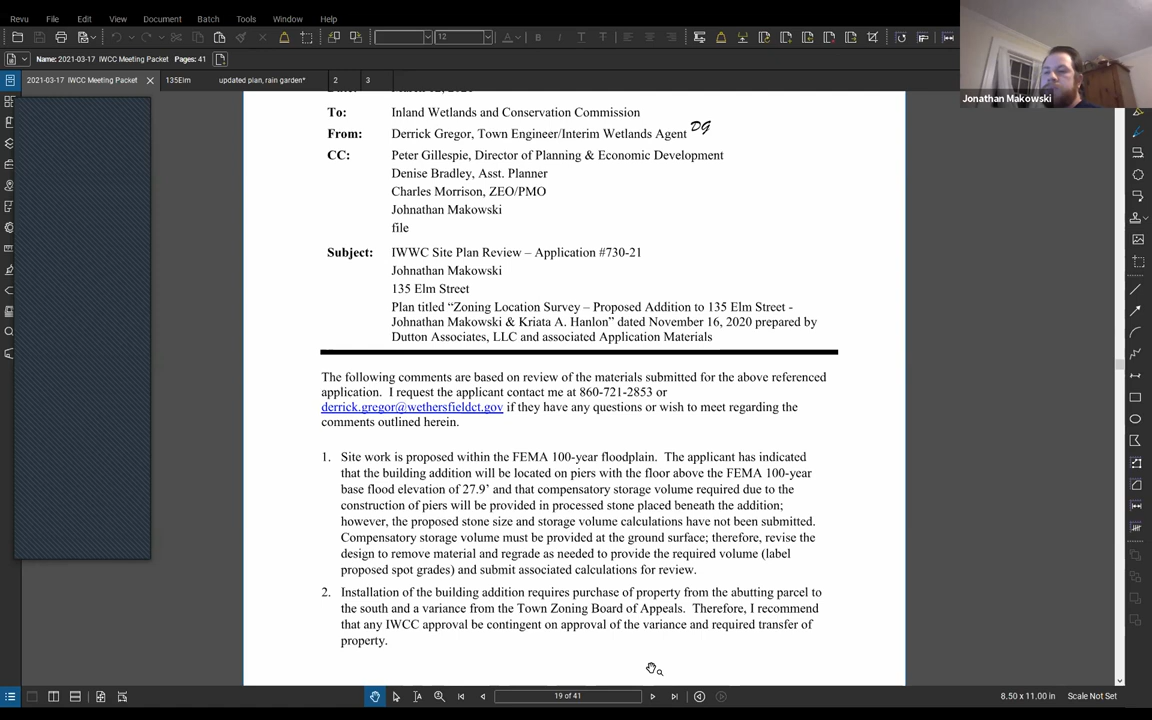 Revu File Edit View Document Batch Tools Window Help
12
Name: 2021-03-17 IWCC Meeting Packet Pages: 41
2021-03-17 IWCC Meeting Packet 135Elm updated plan, rain garden* 2 3
Jonathan Makowski
To: Inland Wetlands and Conservation Commission
From: Derrick Gregor, Town Engineer/Interim Wetlands Agent DG
CC: Peter Gillespie, Director of Planning & Economic Development
Denise Bradley, Asst. Planner
Charles Morrison, ZEO/PMO
Johnathan Makowski
file
Subject: IWWC Site Plan Review – Application #730-21
Johnathan Makowski
135 Elm Street
Plan titled “Zoning Location Survey – Proposed Addition to 135 Elm Street -
Johnathan Makowski & Kriata A. Hanlon” dated November 16, 2020 prepared by
Dutton Associates, LLC and associated Application Materials
The following comments are based on review of the materials submitted for the above referenced
application. I request the applicant contact me at 860-721-2853 or
derrick.gregor@wethersfieldct.gov if they have any questions or wish to meet regarding the
comments outlined herein.
1. Site work is proposed within the FEMA 100-year floodplain. The applicant has indicated
that the building addition will be located on piers with the floor above the FEMA 100-year
base flood elevation of 27.9’ and that compensatory storage volume required due to the
construction of piers will be provided in processed stone placed beneath the addition;
however, the proposed stone size and storage volume calculations have not been submitted.
Compensatory storage volume must be provided at the ground surface; therefore, revise the
design to remove material and regrade as needed to provide the required volume (label
proposed spot grades) and submit associated calculations for review.
2. Installation of the building addition requires purchase of property from the abutting parcel to
the south and a variance from the Town Zoning Board of Appeals. Therefore, I recommend
that any IWCC approval be contingent on approval of the variance and required transfer of
property.
19 of 41
8.50 x 11.00 in Scale Not Set